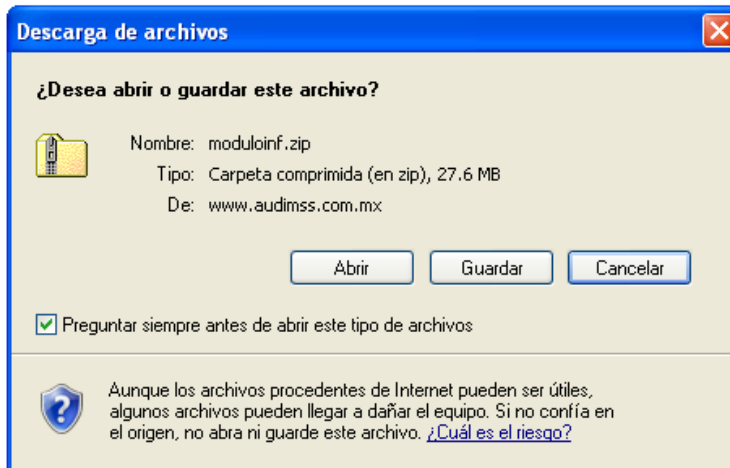 Descarga de archivos
¿Desea abrir o guardar este archivo?
Nombre: moduloinf.zip
Tipo: Carpeta comprimida (en zip), 27.6 MB
De: www.audimss.com.mx
Abrir Guardar Cancelar
Preguntar siempre antes de abrir este tipo de archivos
Aunque los archivos procedentes de Internet pueden ser útiles,
algunos archivos pueden llegar a dañar el equipo. Si no confía en
el origen, no abra ni guarde este archivo. ¿Cuál es el riesgo?